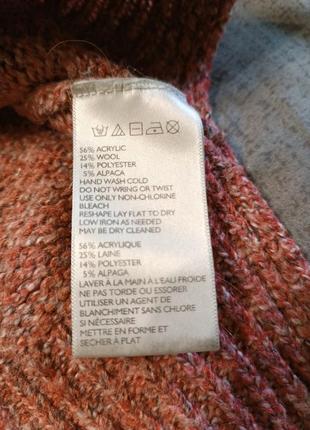 56% ACRYLIC
25% WOOL
14% POLYESTER
5% ALPACA
HAND WASH COLD
DO NOT WRING OR TWIST
USE ONLY NON-CHLORINE
BLEACH
RESHAPE LAY FLAT TO DRY
LOW IRON AS NEEDED
MAY BE DRY CLEANED
56% ACRYLIQUE
25% LAINE
14% POLYESTER
5% ALPAGA
LAVER À LA MAIN À L'EAU FROIDE
NE PAS TORDE OU ESSORER
UTILISER UN AGENT DE
BLANCHIMENT SANS CHLORE
SI NÉCESSAIRE
METTRE EN FORME ET
SÉCHER À PLAT